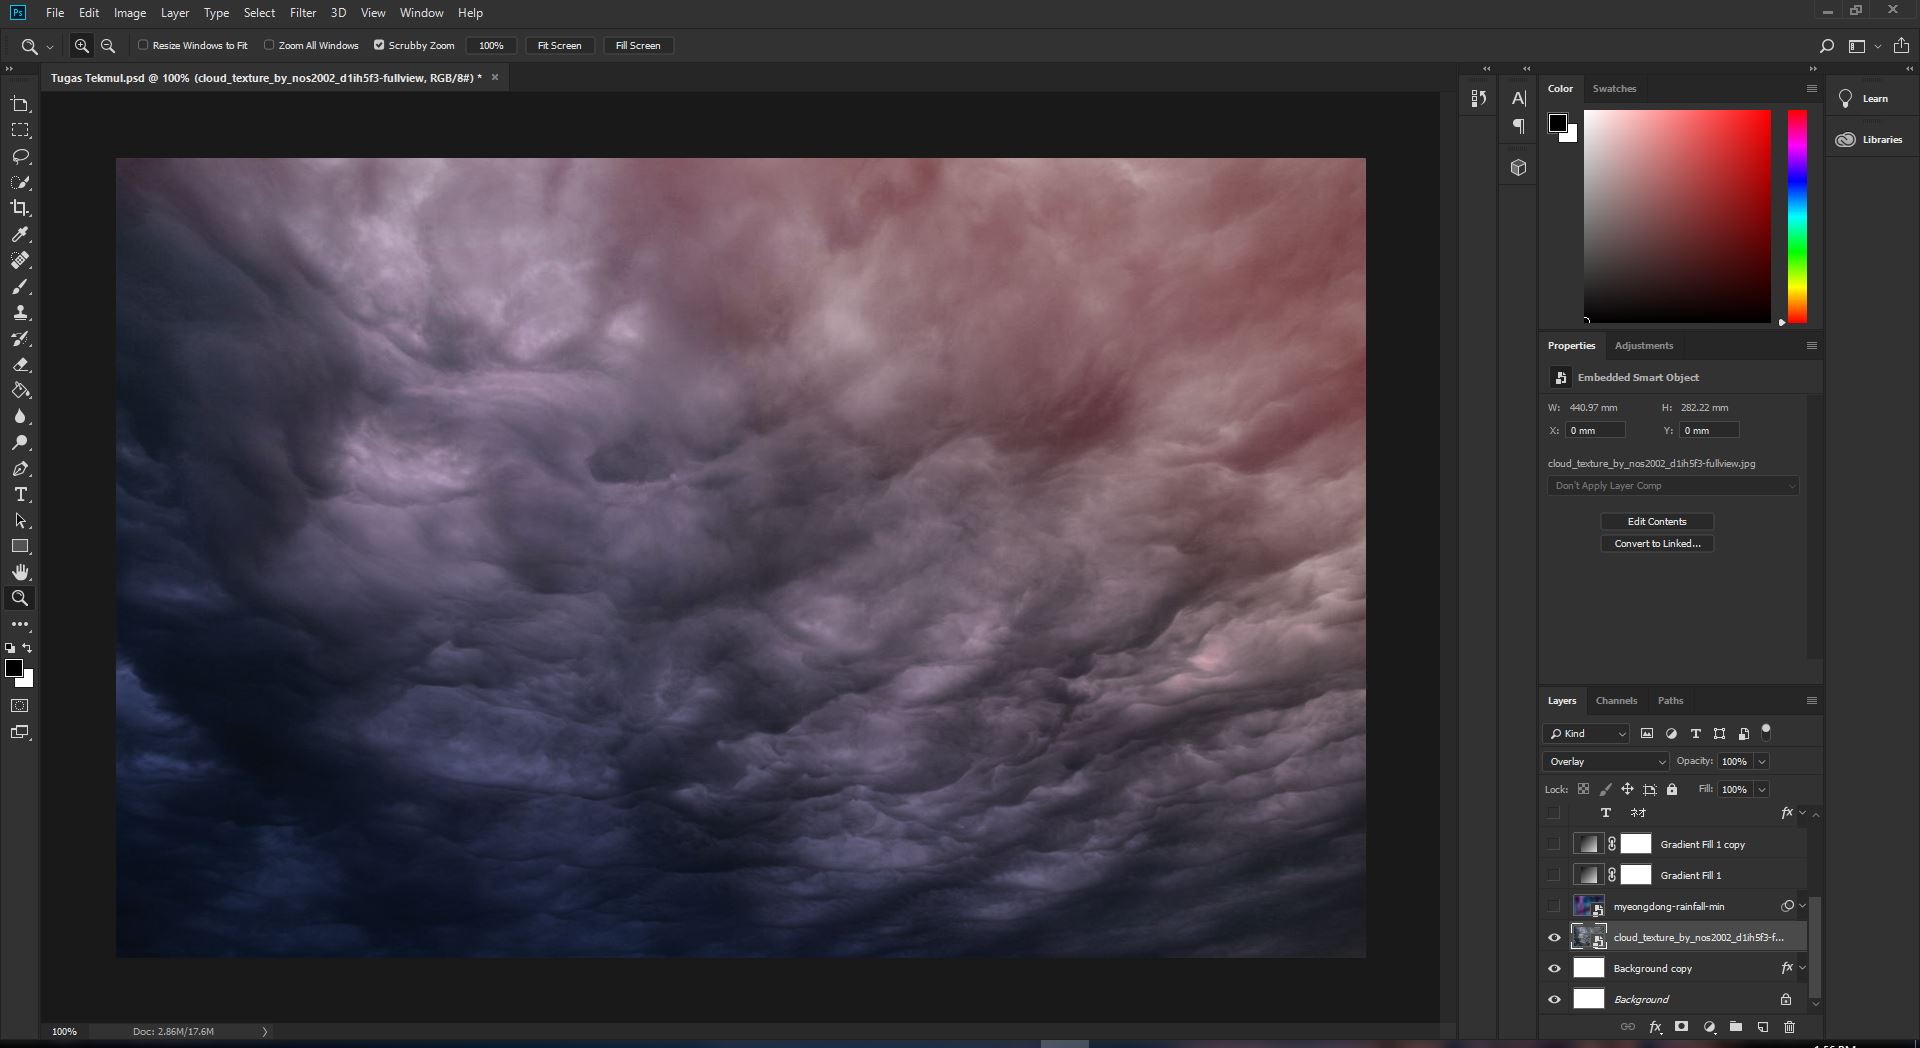 Ps File Edit Image Layer Type Select Filter 3D View Window Help
Resize Windows to Fit Zoom All Windows Scrubby Zoom 100% Fit Screen Fill Screen
Tugas Tekmul.psd @ 100% (cloud_texture_by_nos2002_d1ih5f3-fullview, RGB/8#) *
Color Swatches
Learn
Libraries
Properties Adjustments
Embedded Smart Object
W: 440.97 mm H: 282.22 mm
X: 0 mm Y: 0 mm
cloud_texture_by_nos2002_d1ih5f3-fullview.jpg
Don't Apply Layer Comp
Edit Contents
Convert to Linked...
Layers Channels Paths
Kind
Overlay Opacity: 100%
Lock: Fill: 100%
fx
Gradient Fill 1 copy
Gradient Fill 1
myeongdong-rainfall-min
cloud_texture_by_nos2002_d1ih5f3-f...
Background copy fx
Background
fx
100% Doc: 2.86M/17.6M